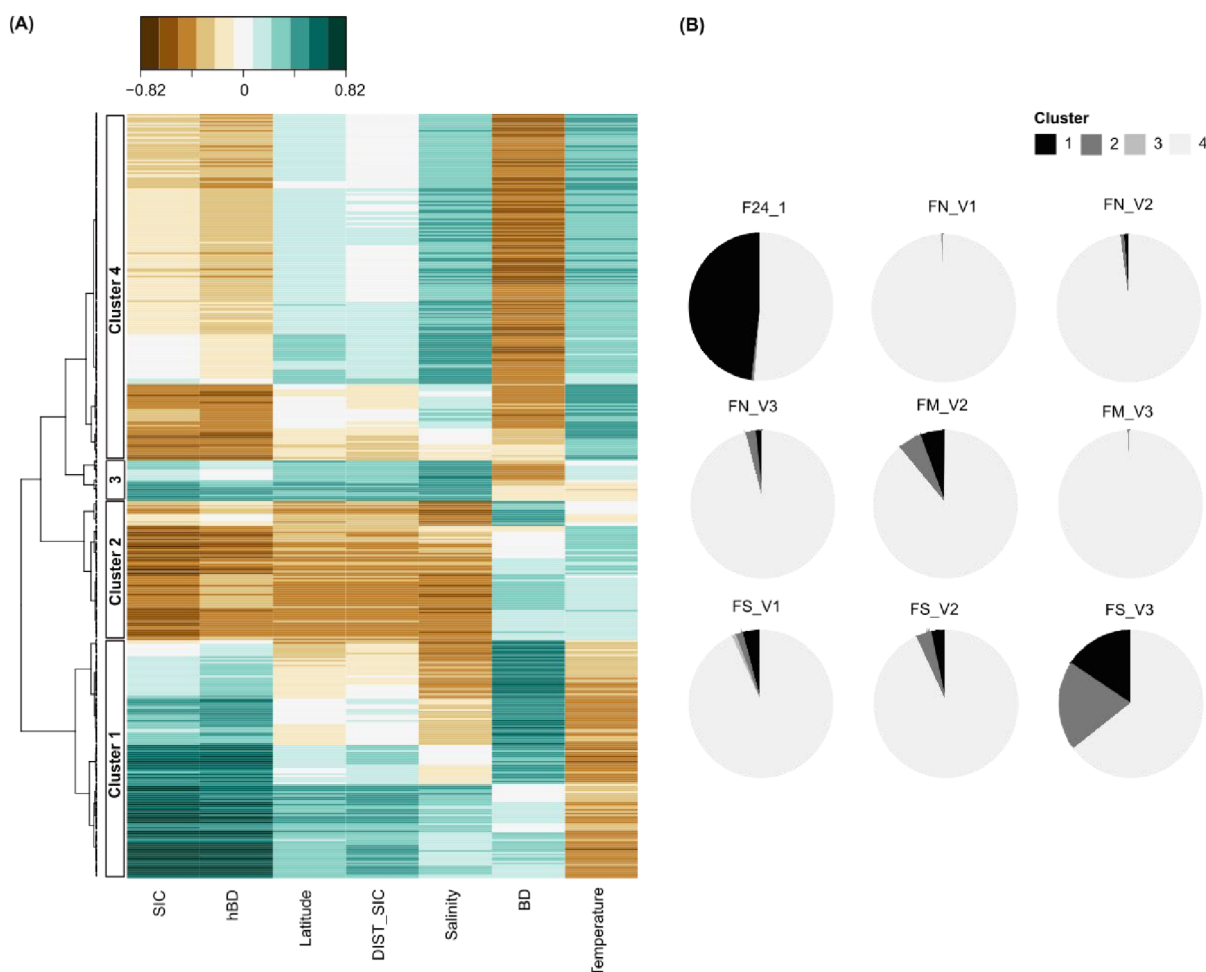 (A)
−0.82 0 0.82
Cluster 4
3
Cluster 2
Cluster 1
SIC
hBD
Latitude
DIST_SIC
Salinity
BD
Temperature
(B)
Cluster
1 2 3 4
F24_1 FN_V1 FN_V2
FN_V3 FM_V2 FM_V3
FS_V1 FS_V2 FS_V3